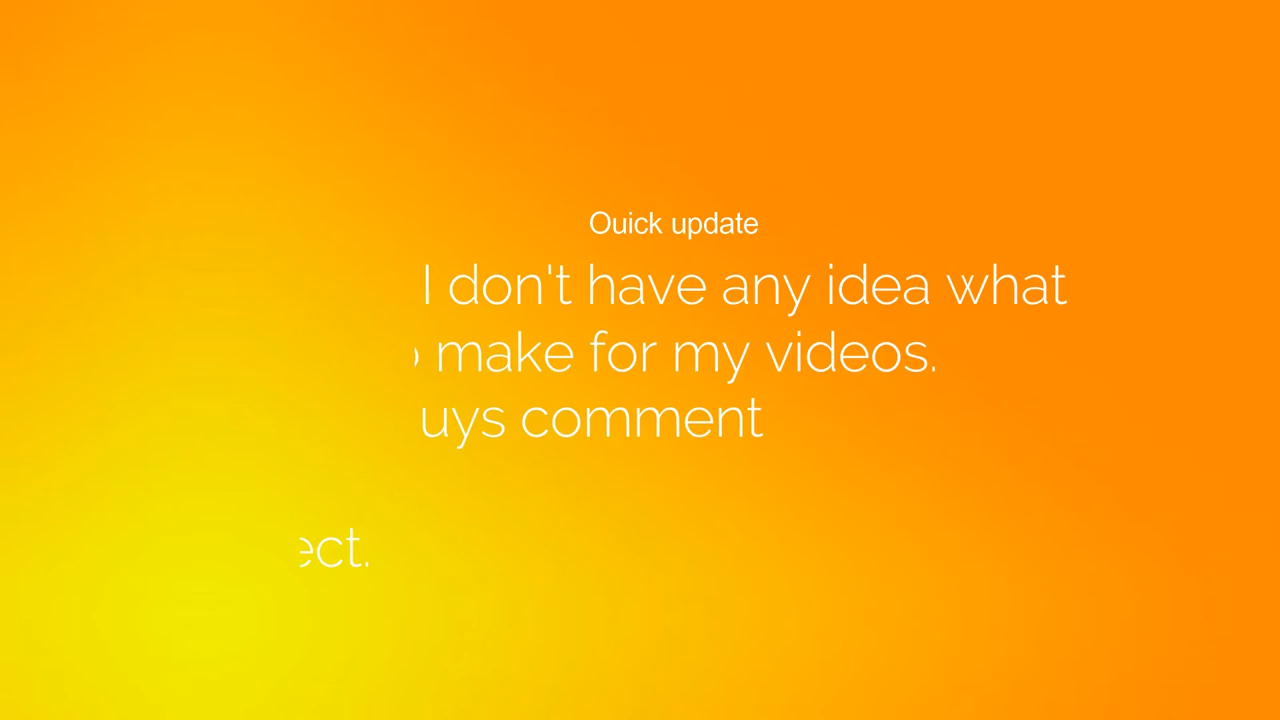 Quick update
I don't have any idea what
make for my videos.
uys comment
ect.